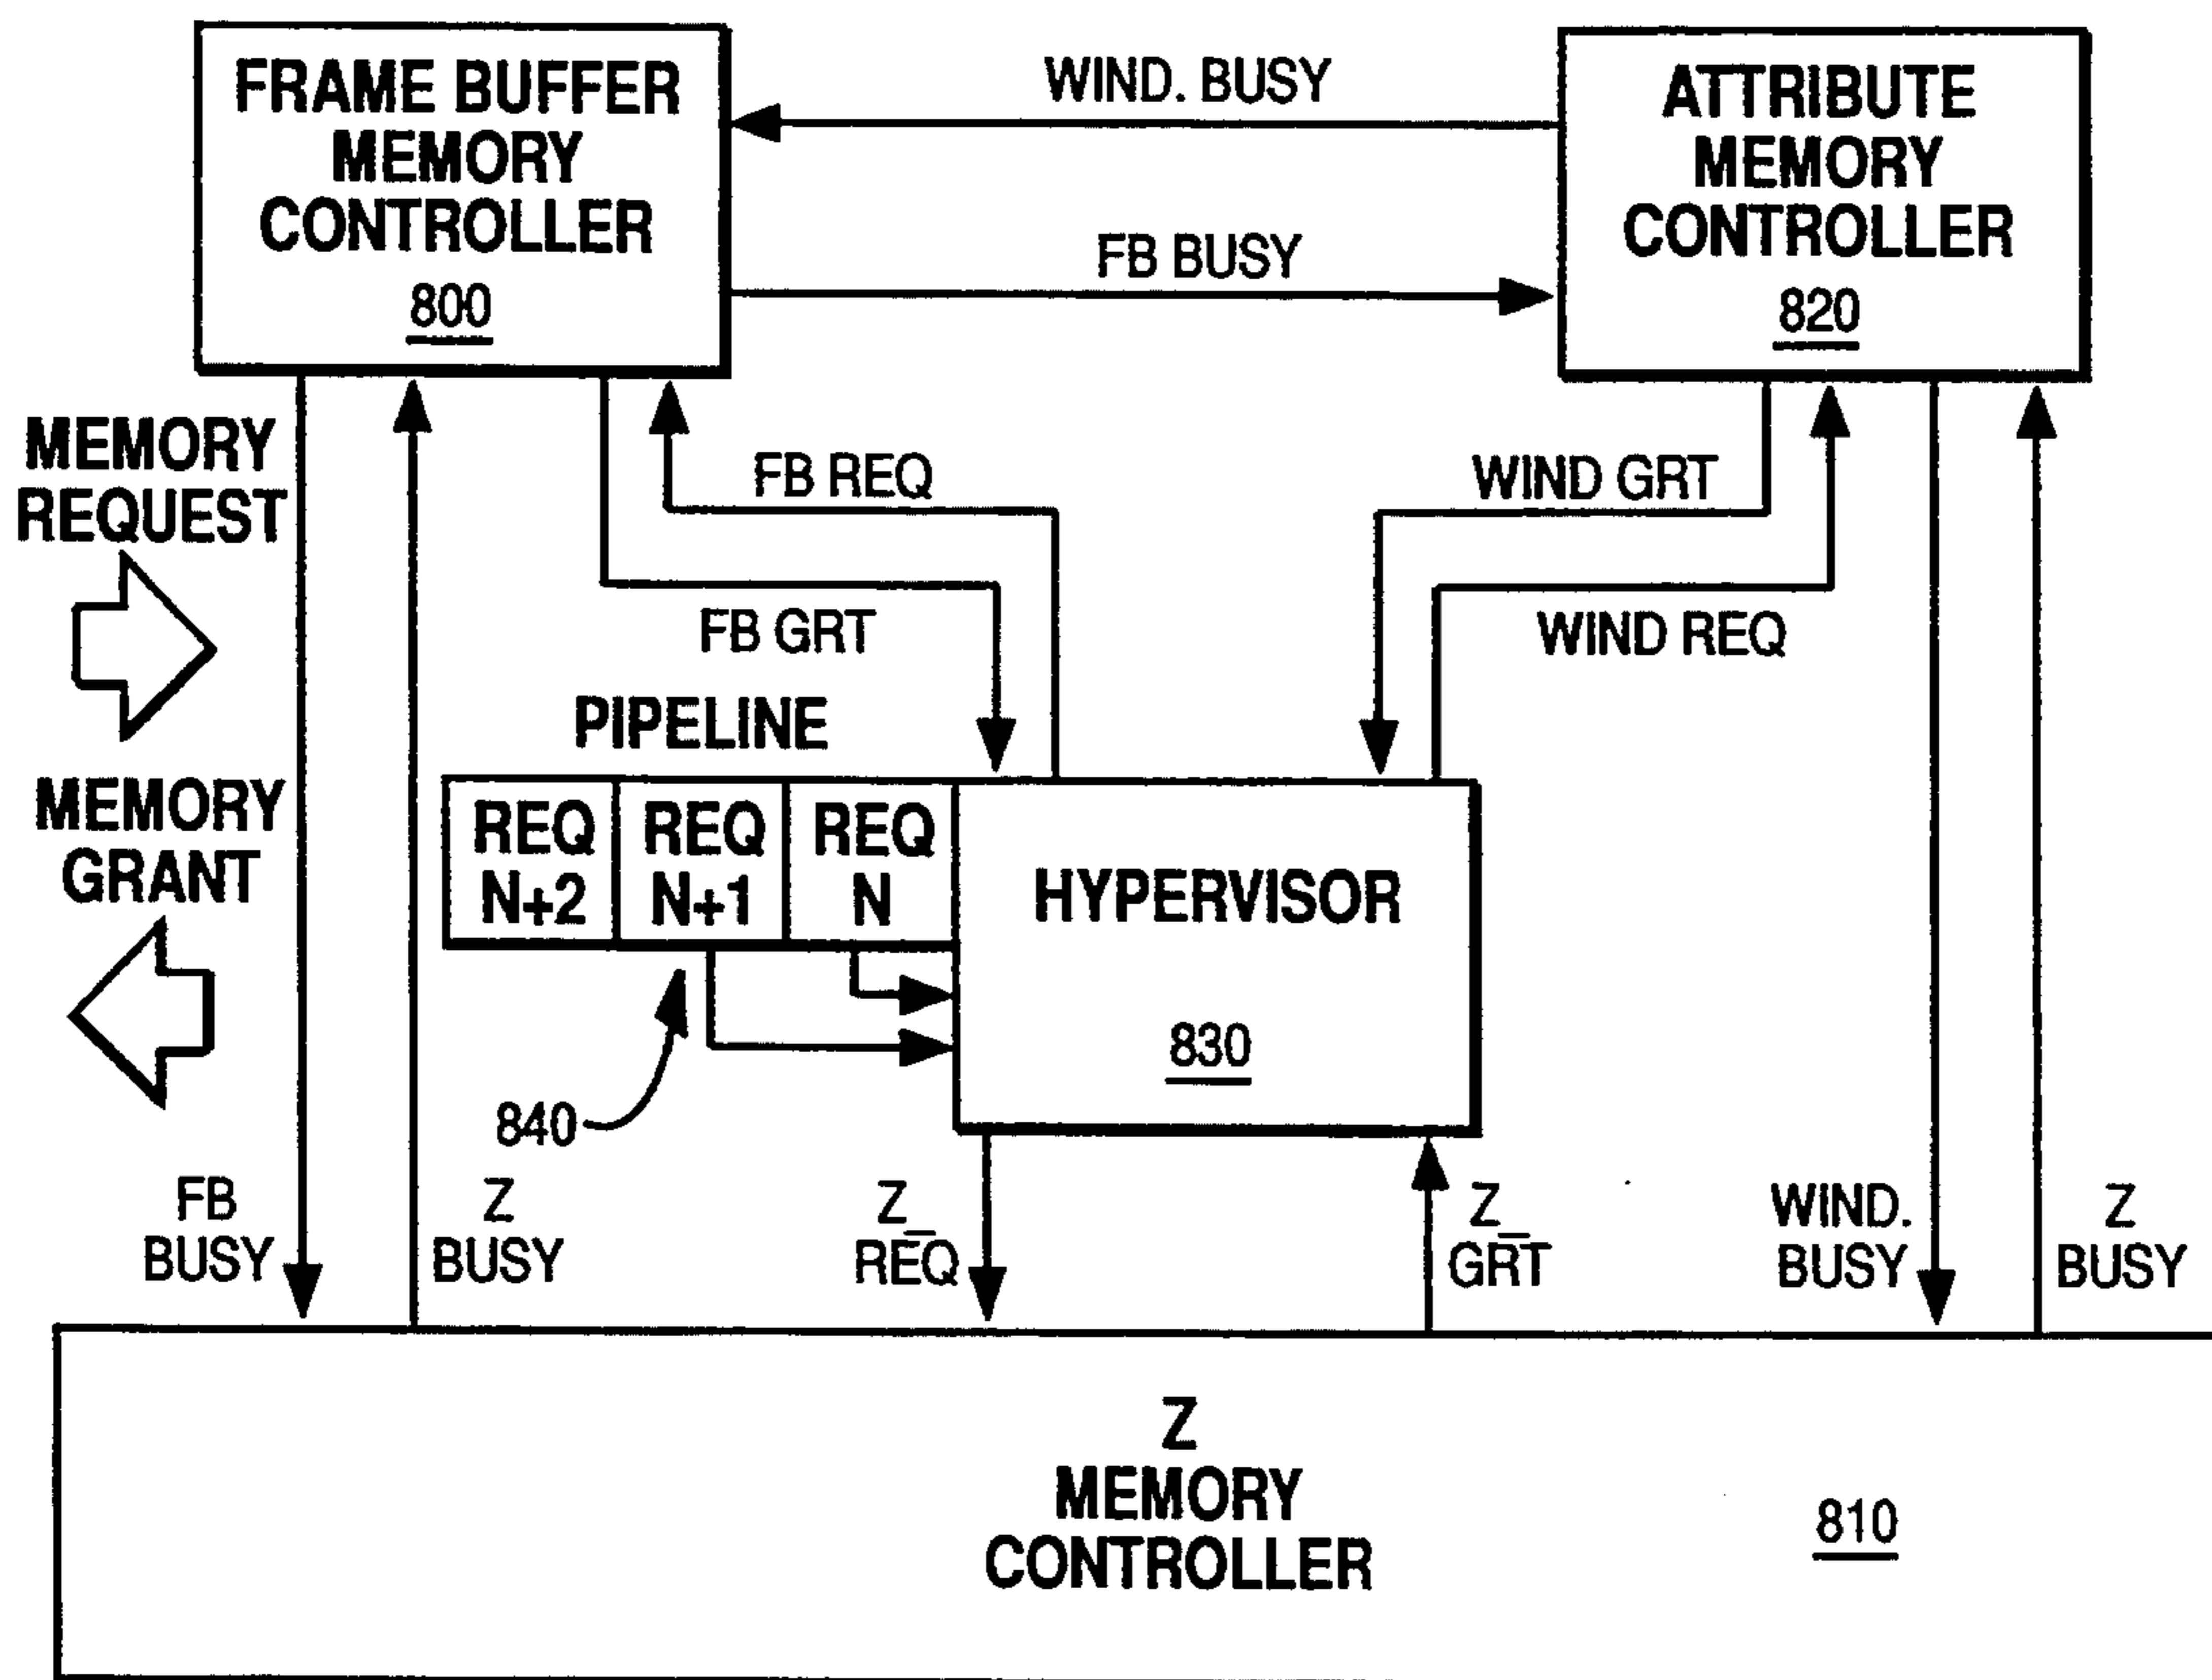 FRAME BUFFER
MEMORY
CONTROLLER
800
WIND. BUSY
FB BUSY
ATTRIBUTE
MEMORY
CONTROLLER
820
MEMORY
REQUEST
FB REQ
FB GRT
WIND GRT
WIND REQ
PIPELINE
MEMORY
GRANT
REQ
N+2
REQ
N+1
REQ
N
HYPERVISOR
830
840
FB
BUSY
Z
BUSY
Z_
REQ
Z_
GRT
WIND.
BUSY
Z
BUSY
Z
MEMORY
CONTROLLER
810